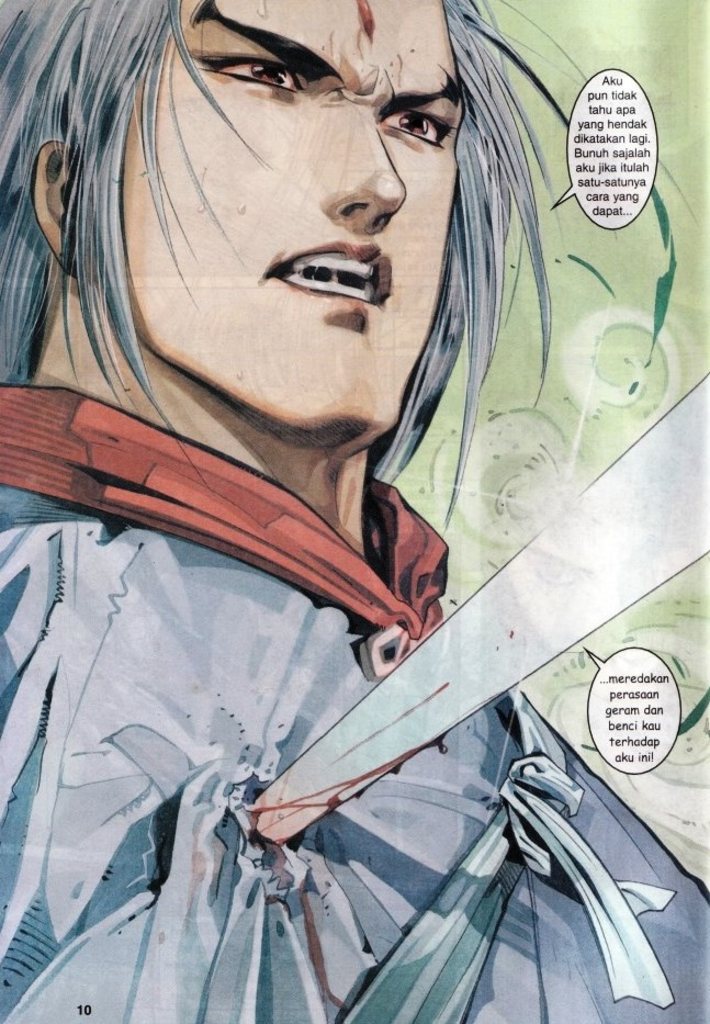 Aku
pun tidak
tahu apa
yang hendak
dikatakan lagi.
Bunuh sajalah
aku jika itulah
satu-satunya
cara yang
dapat...
...meredakan
perasaan
geram dan
benci kau
terhadap
aku ini!
10